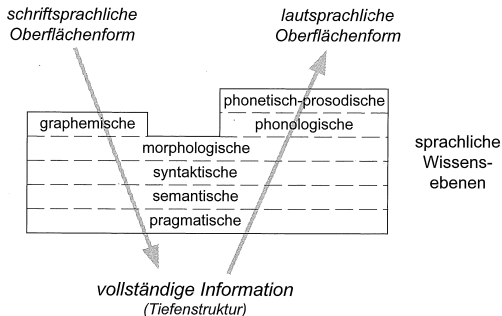 schriftsprachliche
Oberflächenform
lautsprachliche
Oberflächenform
phonetisch-prosodische
graphemische
phonologische
morphologische
syntaktische
semantische
pragmatische
sprachliche
Wissens-
ebenen
vollständige Information
(Tiefenstruktur)